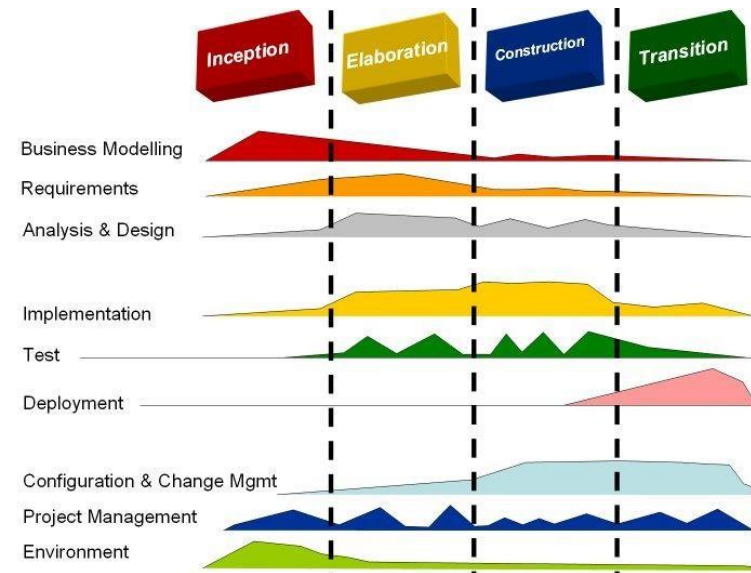 Inception
Elaboration
Construction
Transition
Business Modelling
Requirements
Analysis & Design
Implementation
Test
Deployment
Configuration & Change Mgmt
Project Management
Environment